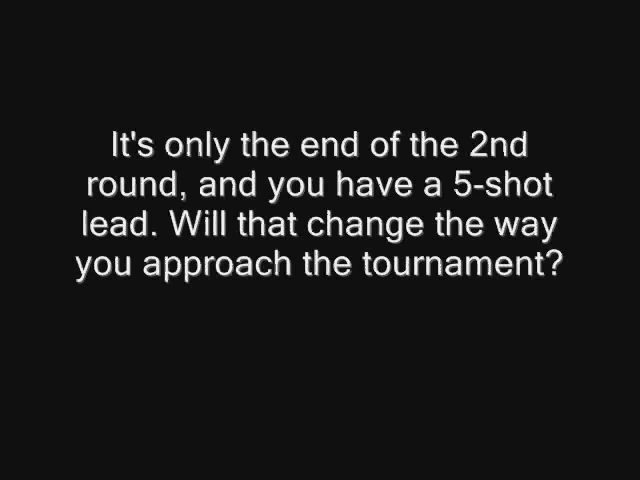 It's only the end of the 2nd
round, and you have a 5-shot
lead. Will that change the way
you approach the tournament?